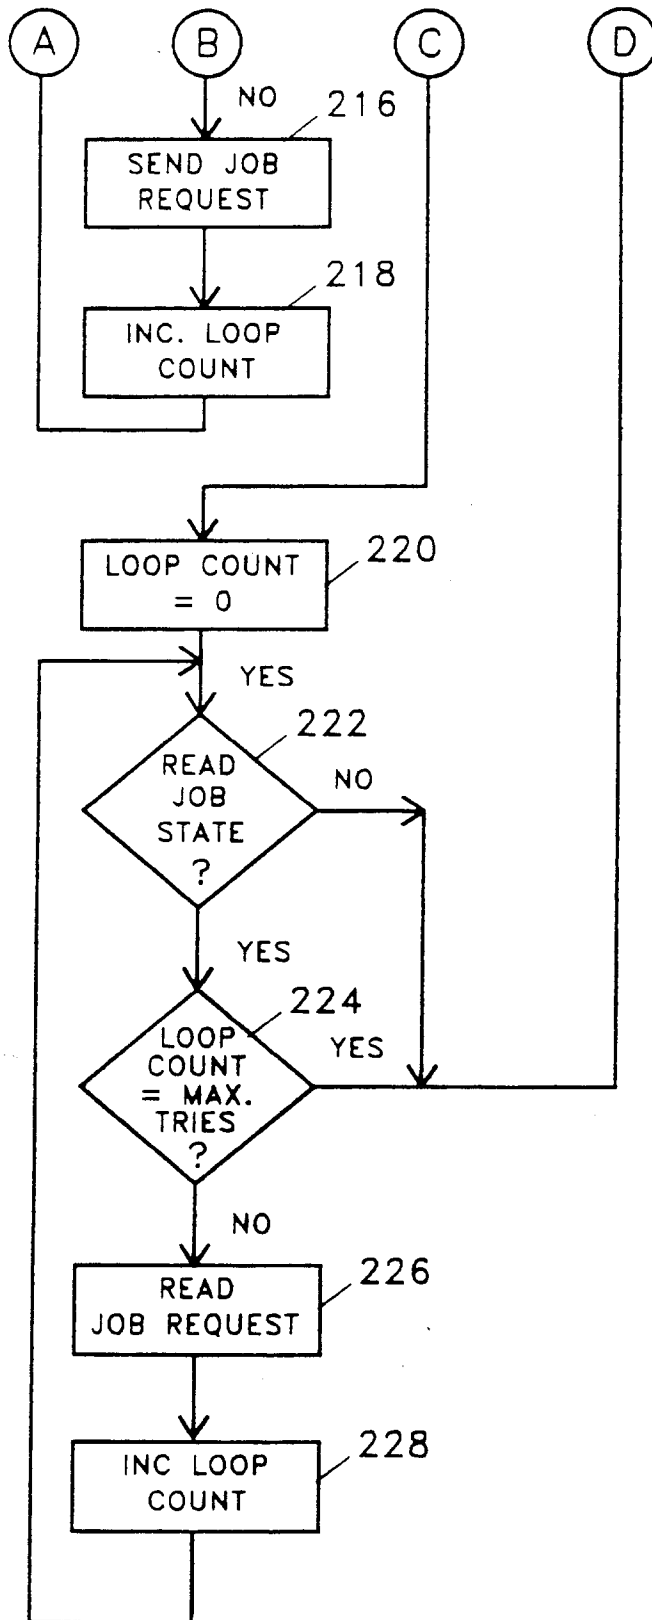 A
B
C
D
NO
216
SEND JOB
REQUEST
218
INC. LOOP
COUNT
220
LOOP COUNT
= 0
YES
222
READ
JOB
STATE
?
NO
YES
224
LOOP
COUNT
= MAX.
TRIES
?
YES
NO
226
READ
JOB REQUEST
228
INC LOOP
COUNT